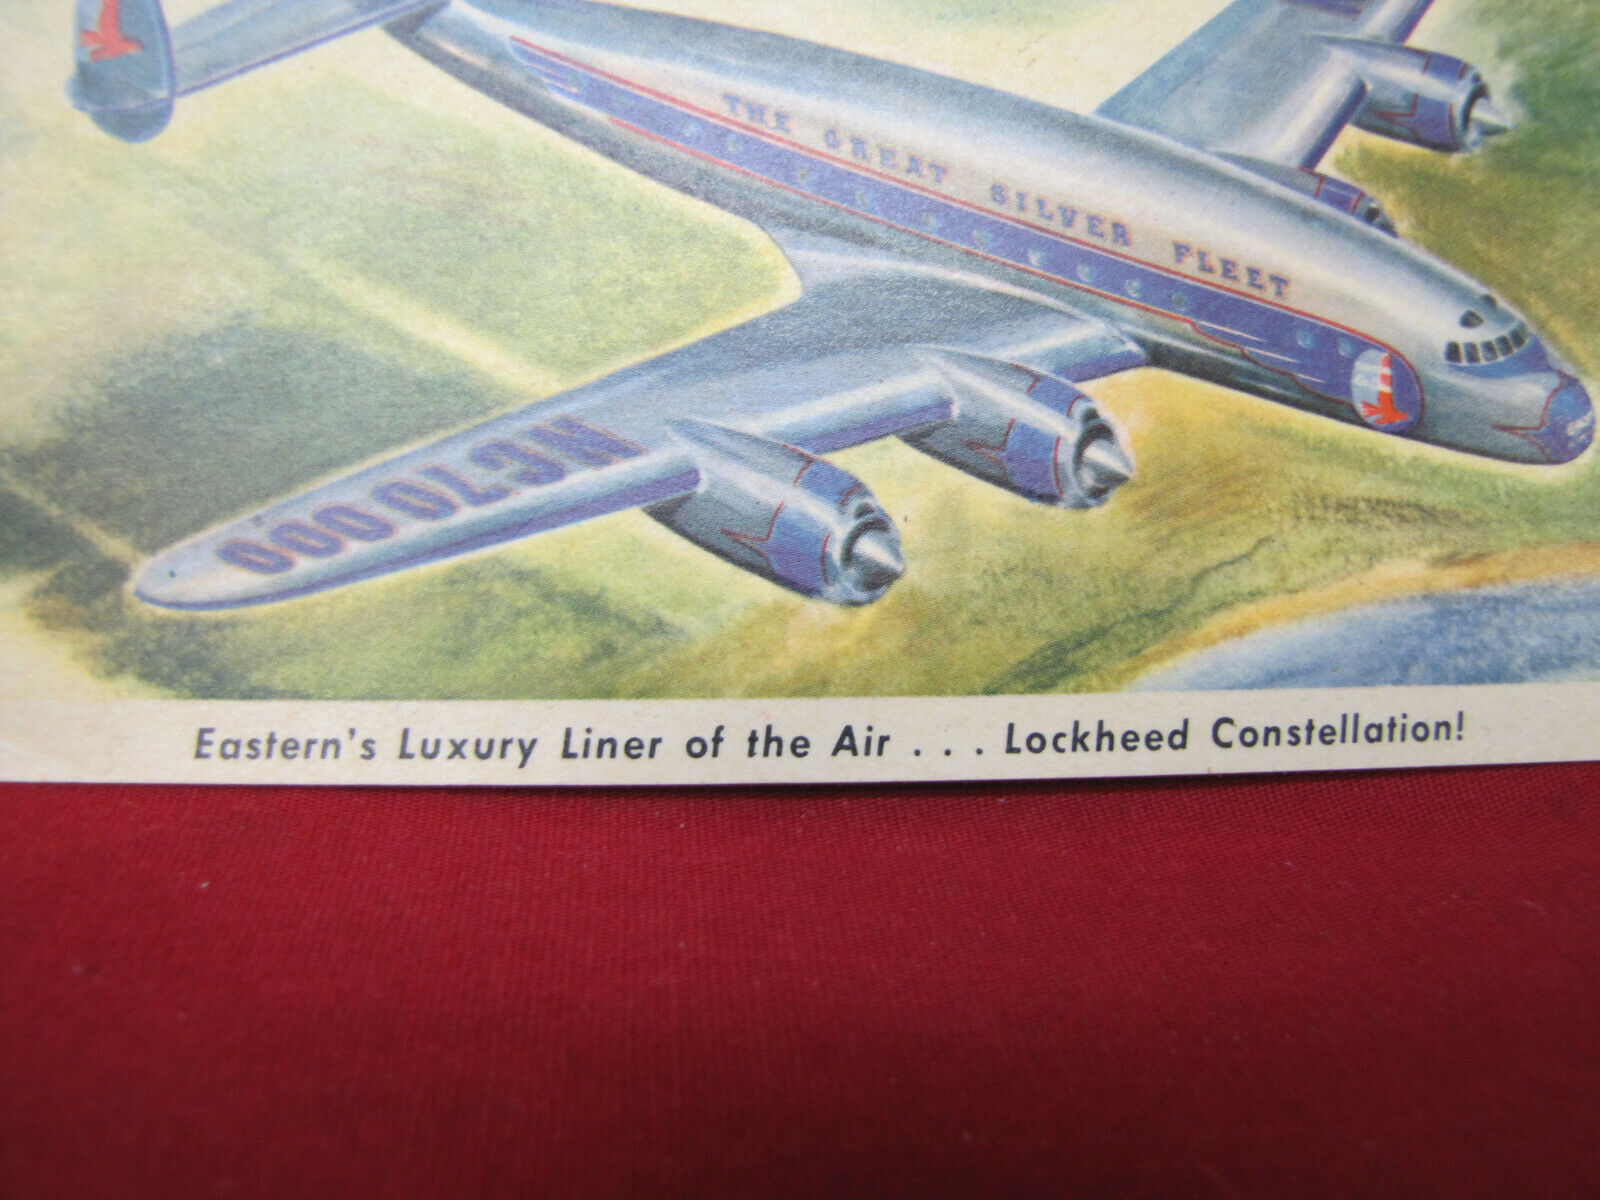 THE GREAT SILVER FLEET
NC70000
Eastern's Luxury Liner of the Air . . . Lockheed Constellation!